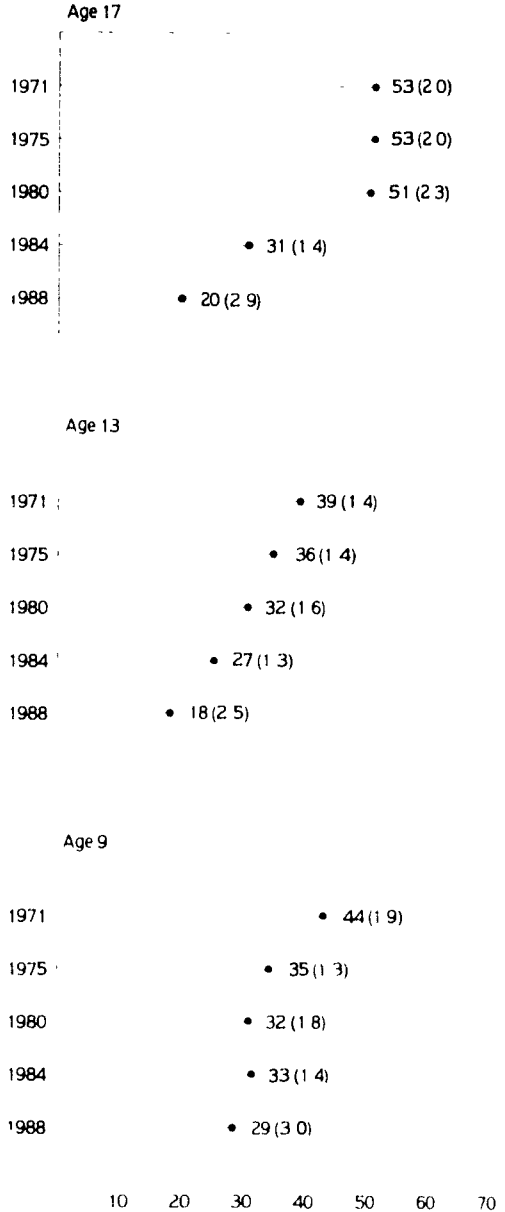 Age 17
1971 53 (2 0)
1975 53 (2 0)
1980 51 (2 3)
1984 31 (1 4)
1988 20 (2 9)
Age 13
1971 39 (1 4)
1975 36 (1 4)
1980 32 (1 6)
1984 27 (1 3)
1988 18 (2 5)
Age 9
1971 44 (1 9)
1975 35 (1 3)
1980 32 (1 8)
1984 33 (1 4)
1988 29 (3 0)
10 20 30 40 50 60 70